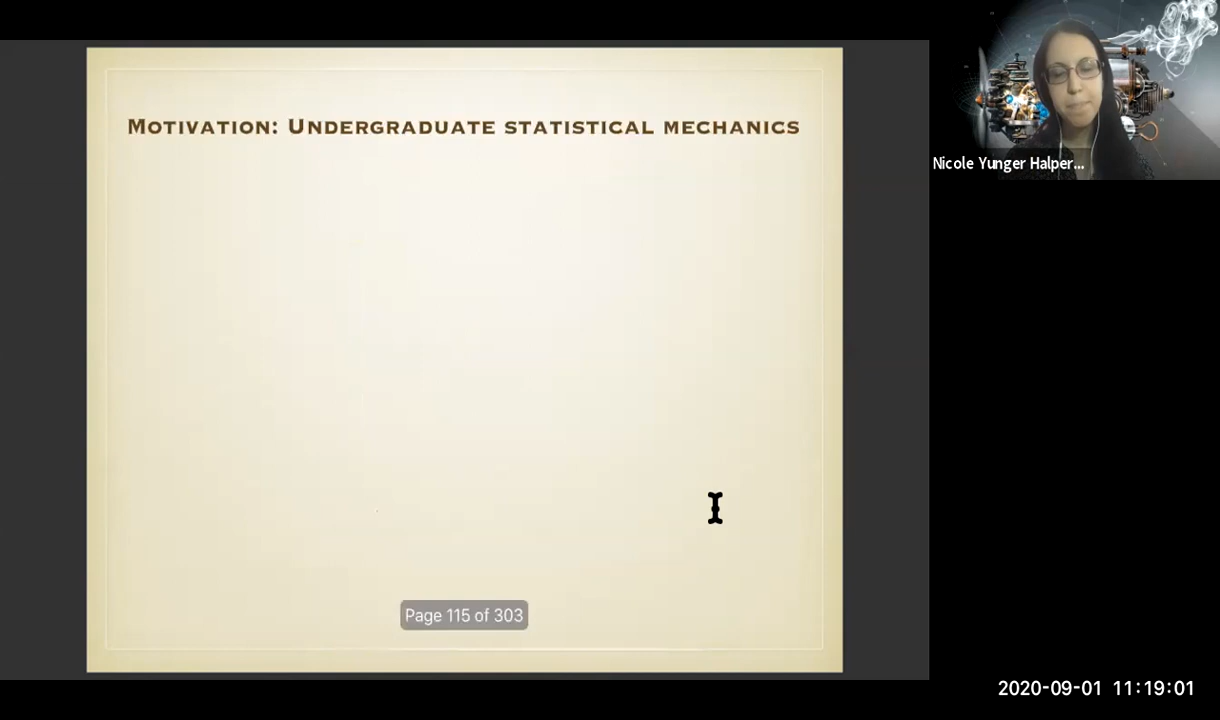 Motivation: Undergraduate statistical mechanics
Nicole Yunger Halper...
Page 115 of 303
2020-09-01 11:19:01